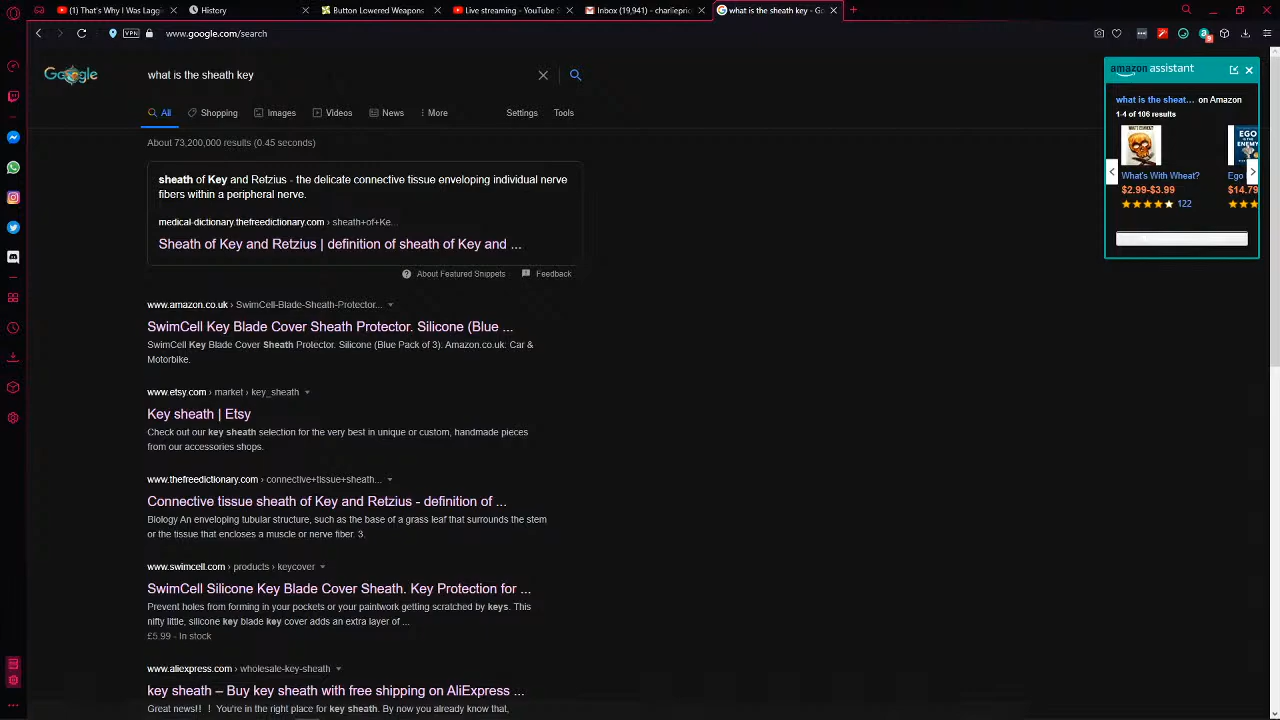 (1) That's Why I Was Laggi
History
Button Lowered Weapons
Live streaming - YouTube S
Inbox (19,941) - charliepric
what is the sheath key - Go
VPN
www.google.com/search
Google
what is the sheath key
All
Shopping
Images
Videos
News
More
Settings
Tools
About 73,200,000 results (0.45 seconds)
sheath of Key and Retzius - the delicate connective tissue enveloping individual nerve
fibers within a peripheral nerve.
medical-dictionary.thefreedictionary.com › sheath+of+Ke...
Sheath of Key and Retzius | definition of sheath of Key and ...
About Featured Snippets
Feedback
www.amazon.co.uk › SwimCell-Blade-Sheath-Protector...
SwimCell Key Blade Cover Sheath Protector. Silicone (Blue ...
SwimCell Key Blade Cover Sheath Protector. Silicone (Blue Pack of 3). Amazon.co.uk: Car &
Motorbike.
www.etsy.com › market › key_sheath
Key sheath | Etsy
Check out our key sheath selection for the very best in unique or custom, handmade pieces
from our accessories shops.
www.thefreedictionary.com › connective+tissue+sheath...
Connective tissue sheath of Key and Retzius - definition of ...
Biology An enveloping tubular structure, such as the base of a grass leaf that surrounds the stem
or the tissue that encloses a muscle or nerve fiber. 3.
www.swimcell.com › products › keycover
SwimCell Silicone Key Blade Cover Sheath. Key Protection for ...
Prevent holes from forming in your pockets or your paintwork getting scratched by keys. This
nifty little, silicone key blade key cover adds an extra layer of ...
£5.99 - In stock
www.aliexpress.com › wholesale-key-sheath
key sheath – Buy key sheath with free shipping on AliExpress ...
Great news!！！You're in the right place for key sheath. By now you already know that,
amazon assistant
what is the sheat... on Amazon
1-4 of 106 results
WHAT'S WITH WHEAT?
EGO
IS THE
ENEMY
What's With Wheat?
Ego
$2.99-$3.99
$14.79
122